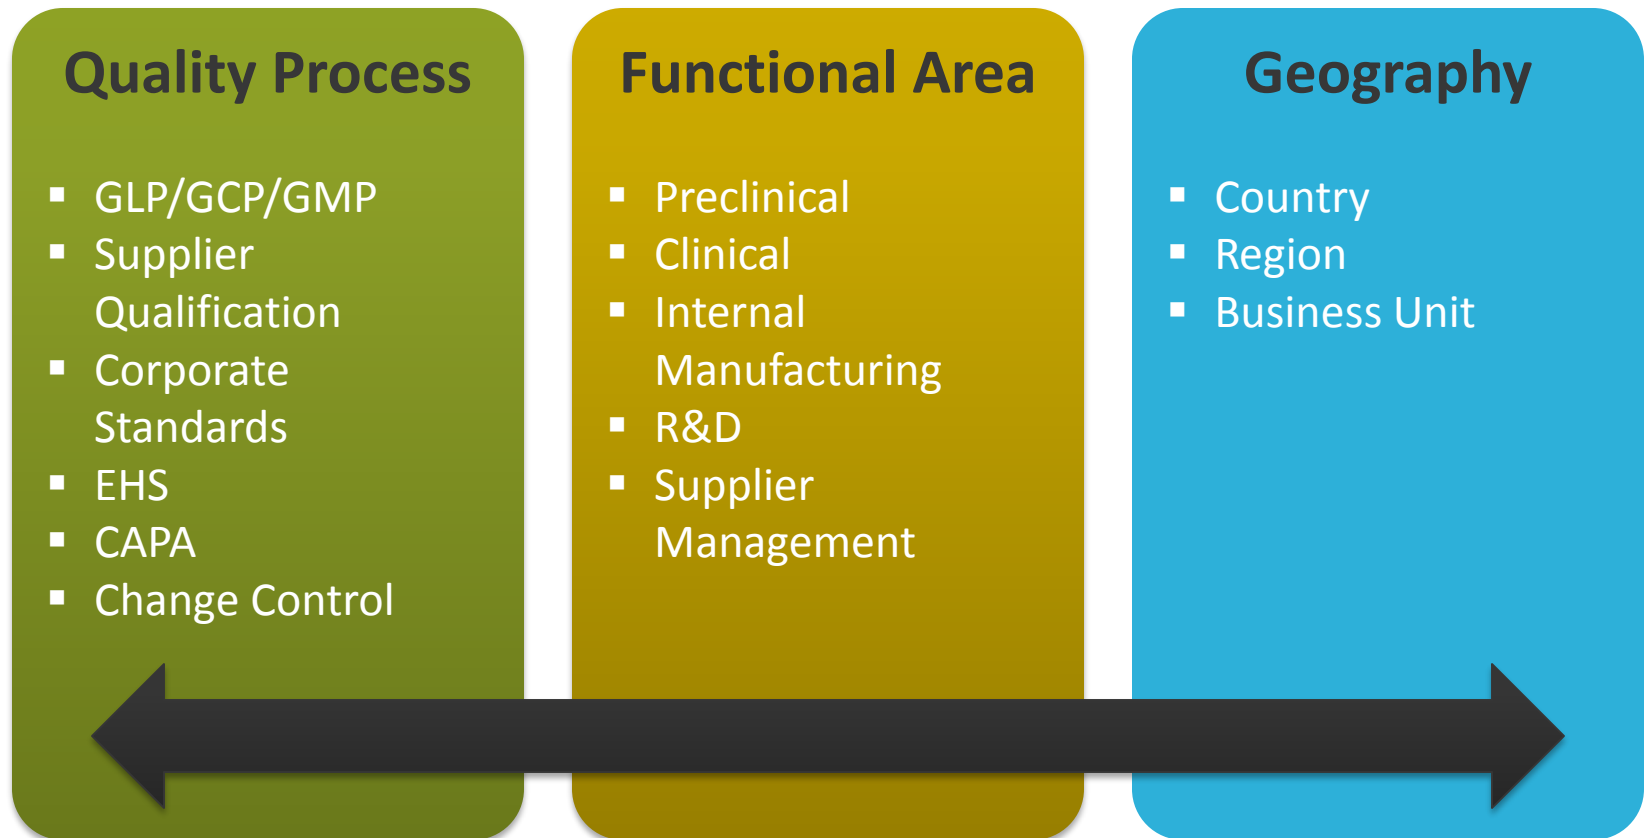 Quality Process
▪ GLP/GCP/GMP
▪ Supplier
Qualification
▪ Corporate
Standards
▪ EHS
▪ CAPA
▪ Change Control
Functional Area
▪ Preclinical
▪ Clinical
▪ Internal
Manufacturing
▪ R&D
▪ Supplier
Management
Geography
▪ Country
▪ Region
▪ Business Unit